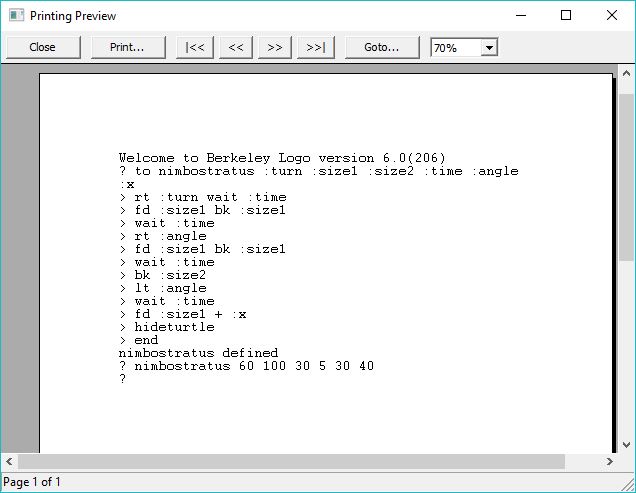 Printing Preview
Close Print... |<< << >> >>| Goto... 70%
Welcome to Berkeley Logo version 6.0(206)
? to nimbostratus :turn :size1 :size2 :time :angle
:x
> rt :turn wait :time
> fd :size1 bk :size1
> wait :time
> rt :angle
> fd :size1 bk :size1
> wait :time
> bk :size2
> lt :angle
> wait :time
> fd :size1 + :x
> hideturtle
> end
nimbostratus defined
? nimbostratus 60 100 30 5 30 40
?
Page 1 of 1